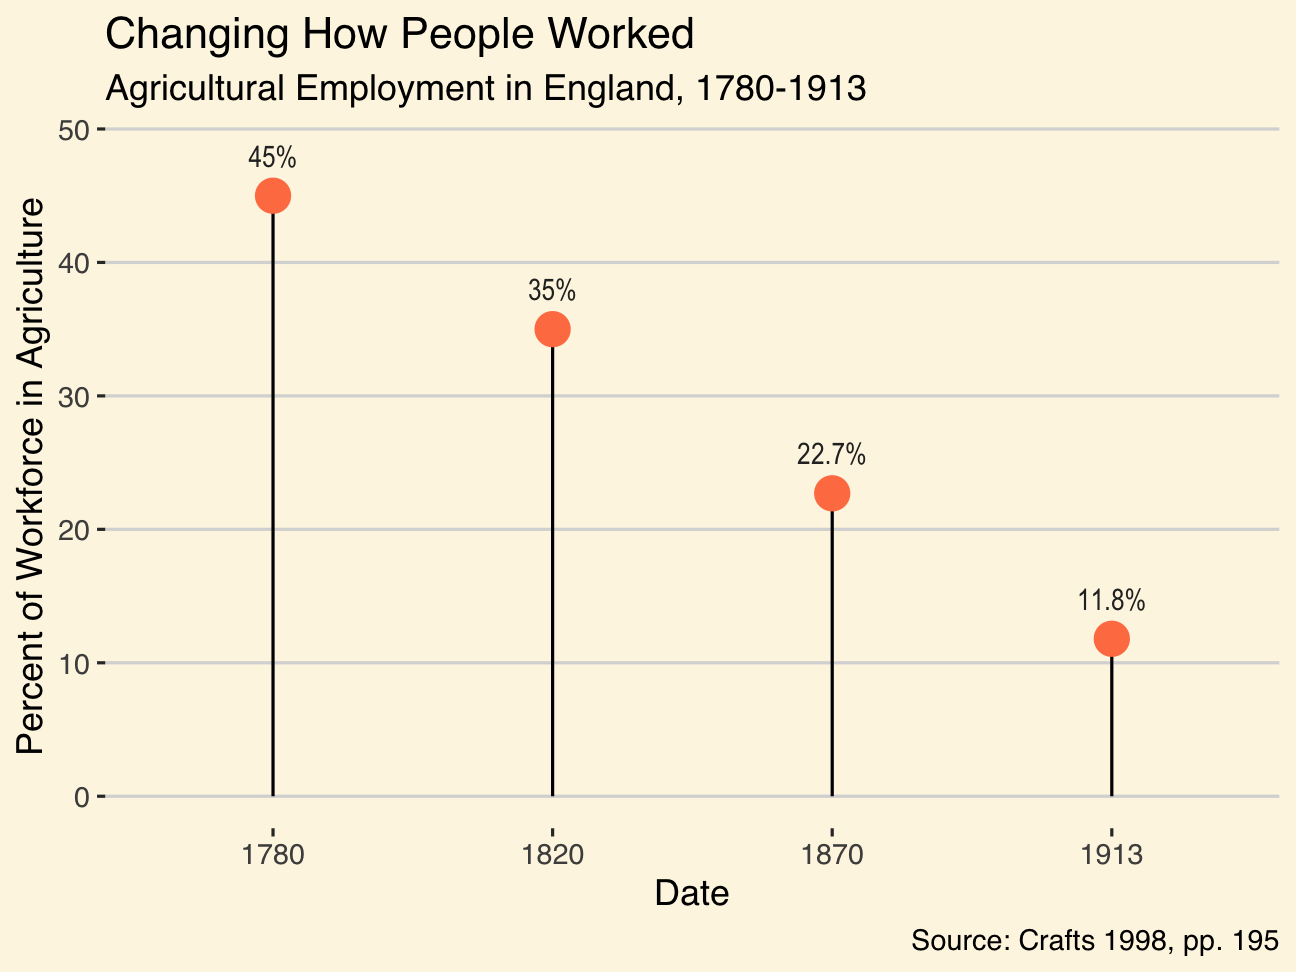 Changing How People Worked
Agricultural Employment in England, 1780-1913
Percent of Workforce in Agriculture
50
40
30
20
10
0
45%
35%
22.7%
11.8%
1780 1820 1870 1913
Date
Source: Crafts 1998, pp. 195